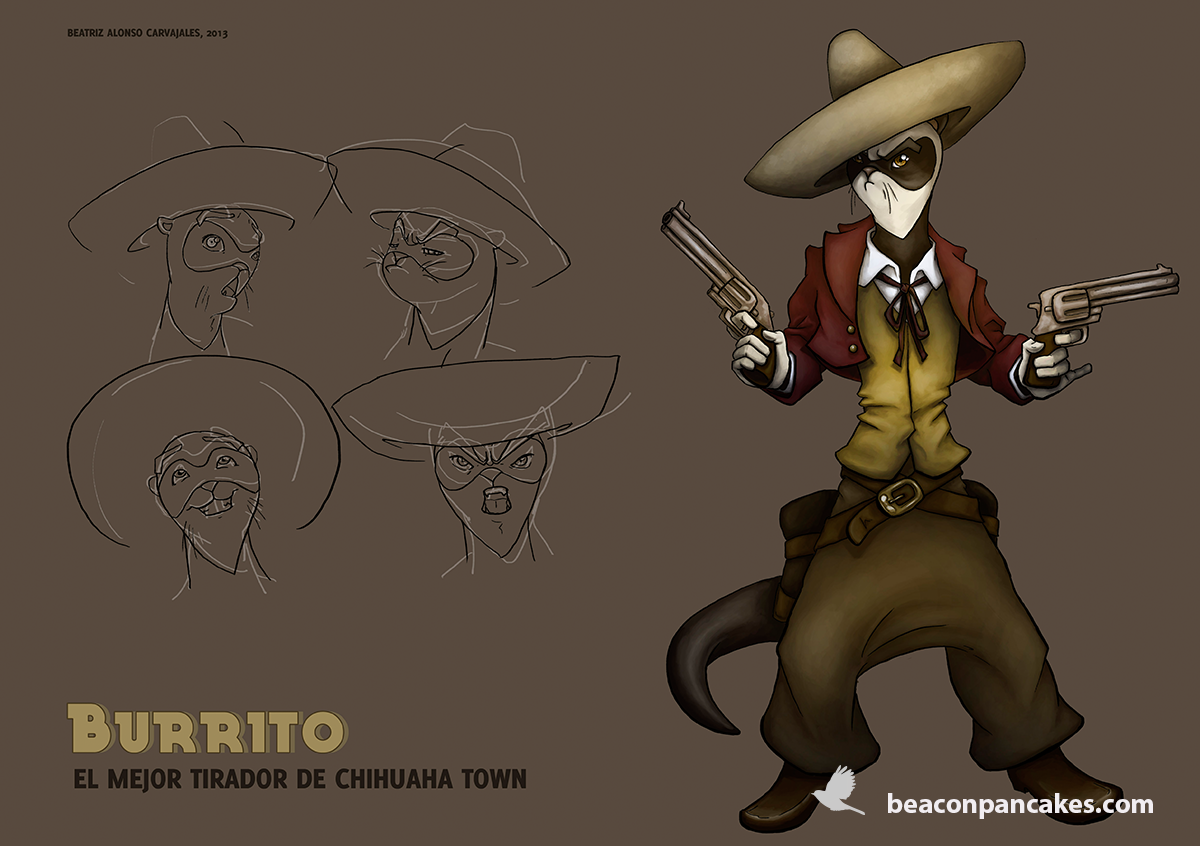 BEATRIZ ALONSO CARVAJALES, 2013
BURRITO
EL MEJOR TIRADOR DE CHIHUAHA TOWN
beaconpancakes.com